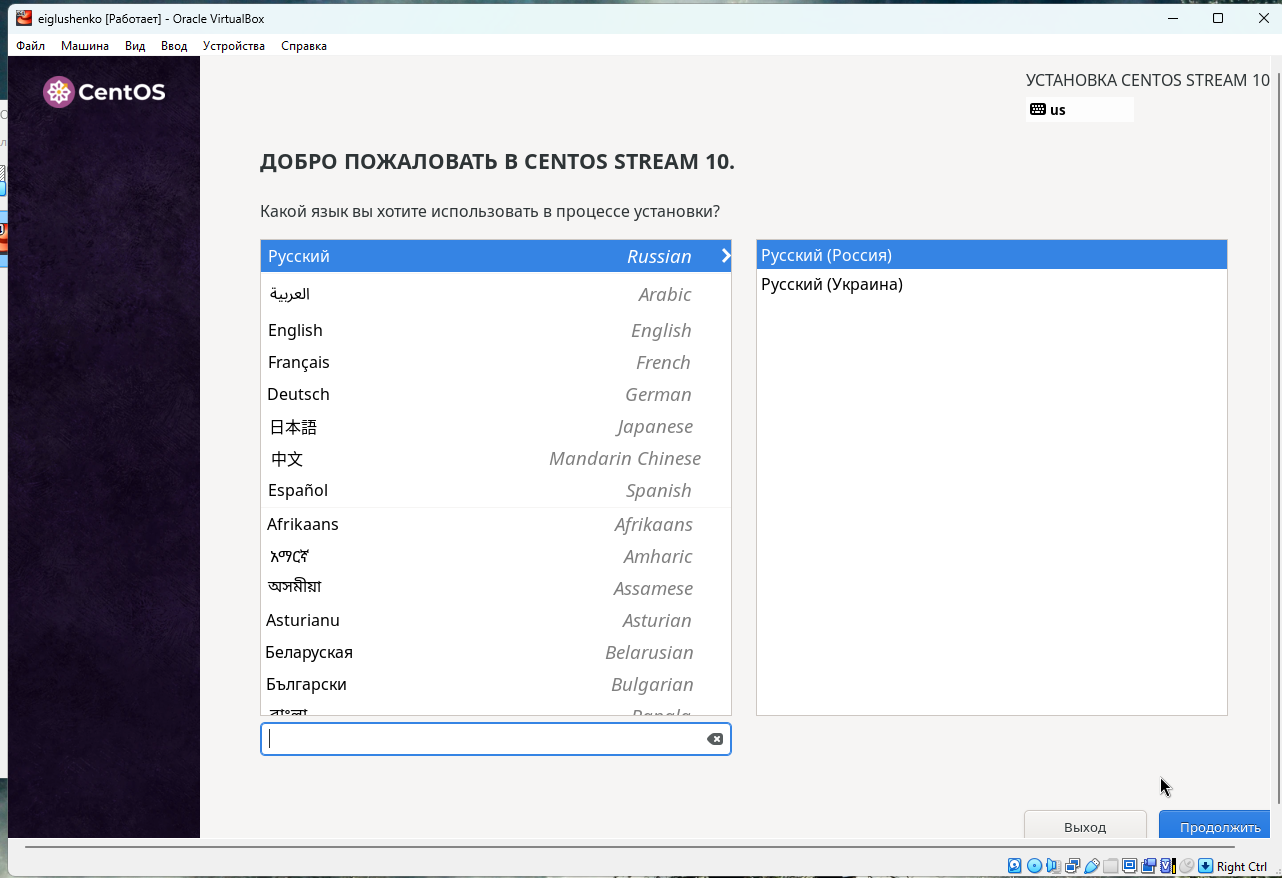 eiglushenko [Работает] - Oracle VirtualBox
Файл Машина Вид Ввод Устройства Справка
CentOS
УСТАНОВКА CENTOS STREAM 10
us
ДОБРО ПОЖАЛОВАТЬ В CENTOS STREAM 10.
Какой язык вы хотите использовать в процессе установки?
Русский Russian
العربية Arabic
English English
Français French
Deutsch German
日本語 Japanese
中文 Mandarin Chinese
Español Spanish
Afrikaans Afrikaans
አማርኛ Amharic
অসমীয়া Assamese
Asturianu Asturian
Беларуская Belarusian
Български Bulgarian
বাংলা Bangla
Русский (Россия)
Русский (Украина)
Выход
Продолжить
Right Ctrl